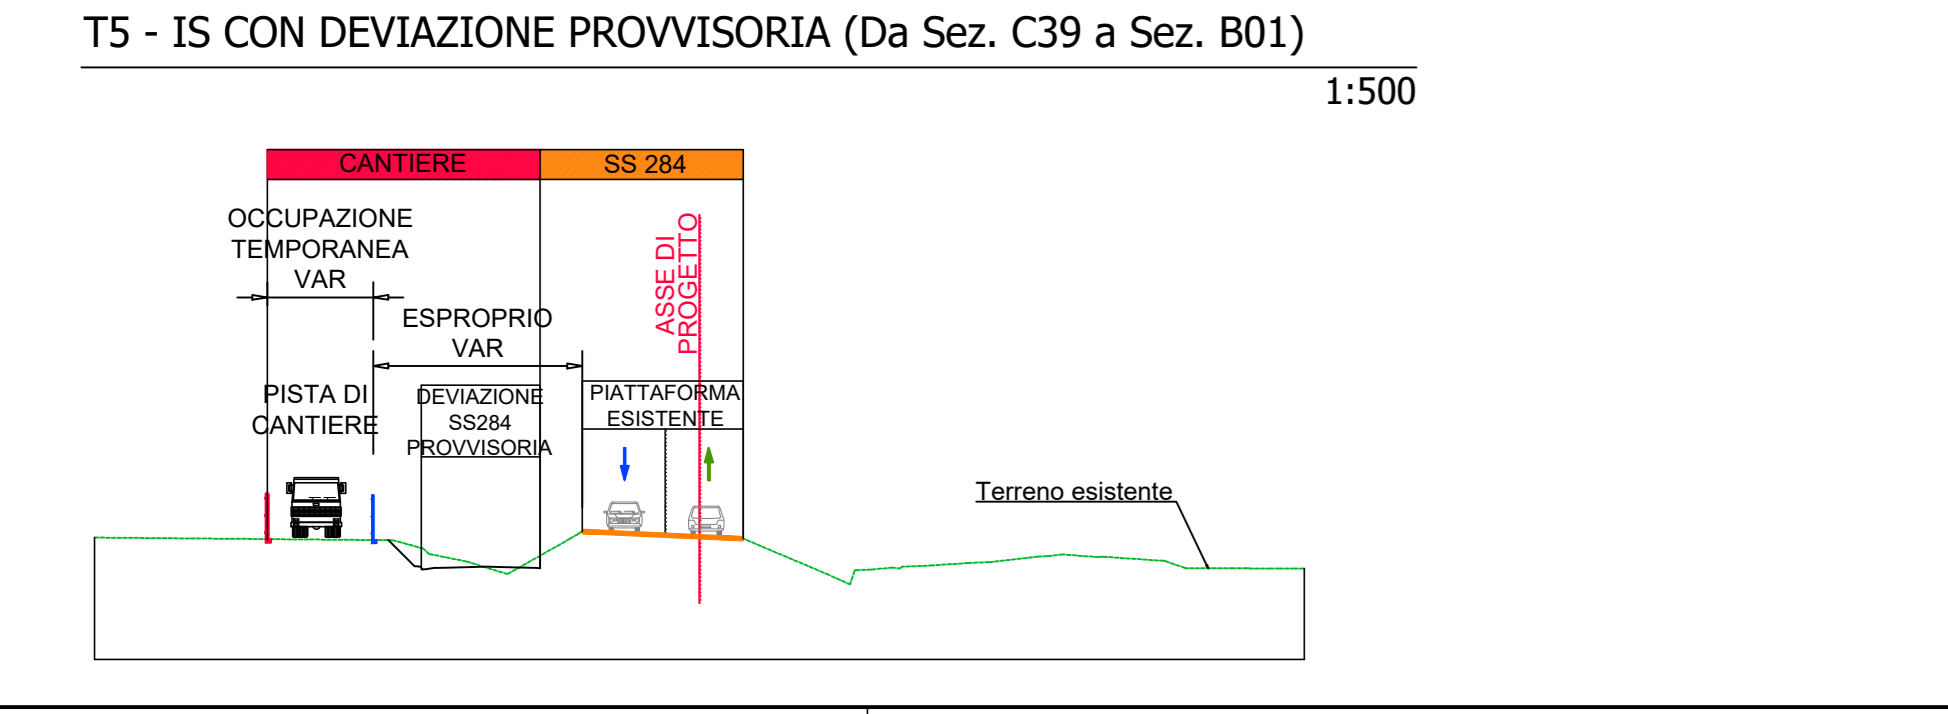 T5 - IS CON DEVIAZIONE PROVVISORIA (Da Sez. C39 a Sez. B01)
1:500
CANTIERE
SS 284
OCCUPAZIONE
TEMPORANEA
VAR
ASSE DI
PROGETTO
ESPROPRIO
VAR
PISTA DI
CANTIERE
DEVIAZIONE
SS284
PROVVISORIA
PIATTAFORMA
ESISTENTE
Terreno esistente